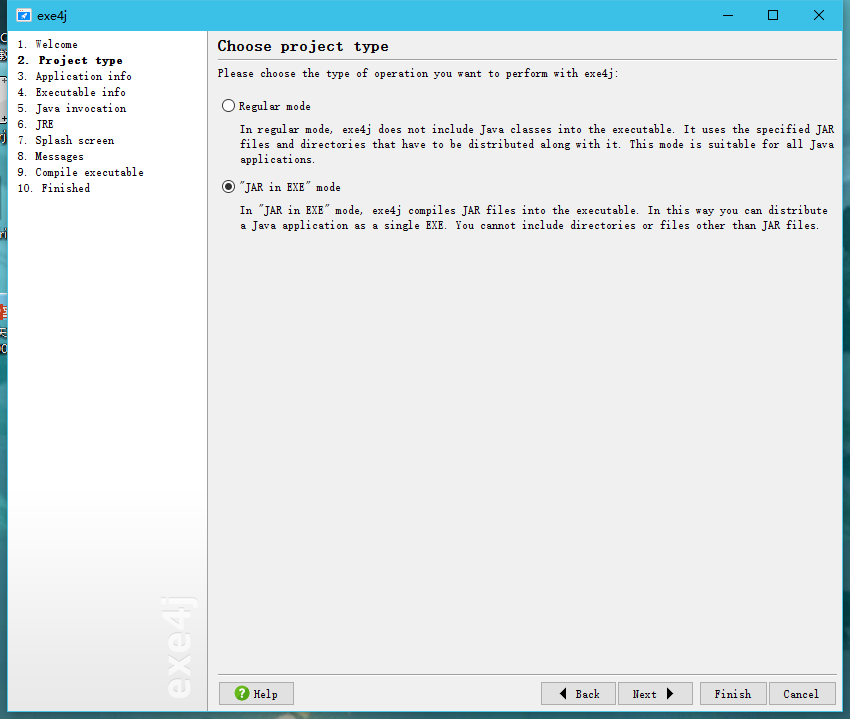 exe4j
1. Welcome
2. Project type
3. Application info
4. Executable info
5. Java invocation
6. JRE
7. Splash screen
8. Messages
9. Compile executable
10. Finished
exe4j
Choose project type
Please choose the type of operation you want to perform with exe4j:
Regular mode
In regular mode, exe4j does not include Java classes into the executable. It uses the specified JAR
files and directories that have to be distributed along with it. This mode is suitable for all Java
applications.
"JAR in EXE" mode
In "JAR in EXE" mode, exe4j compiles JAR files into the executable. In this way you can distribute
a Java application as a single EXE. You cannot include directories or files other than JAR files.
Help
Back
Next
Finish
Cancel